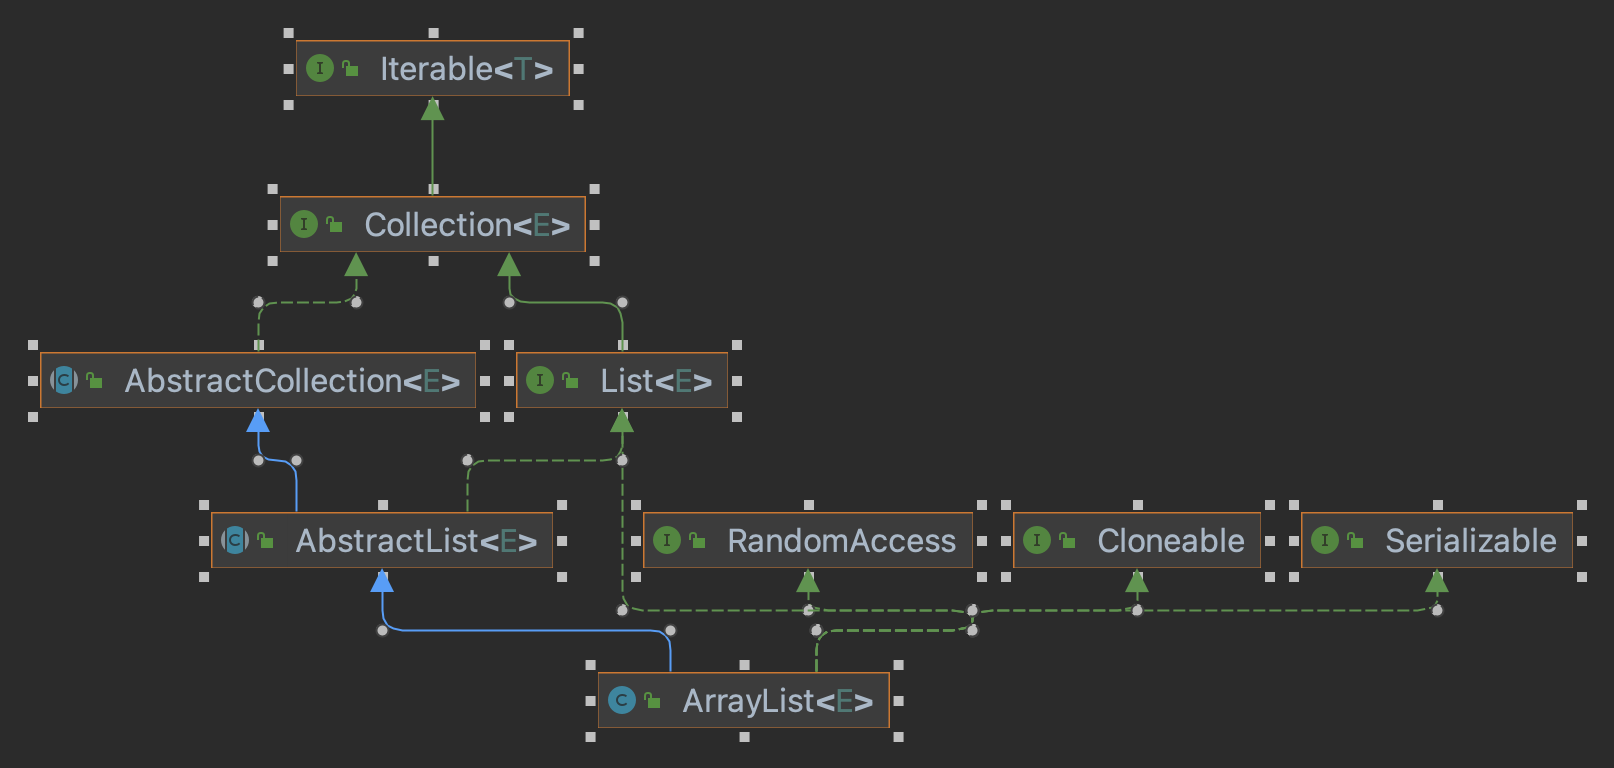 I Iterable<T>
I Collection<E>
C AbstractCollection<E>
I List<E>
C AbstractList<E>
I RandomAccess
I Cloneable
I Serializable
C ArrayList<E>